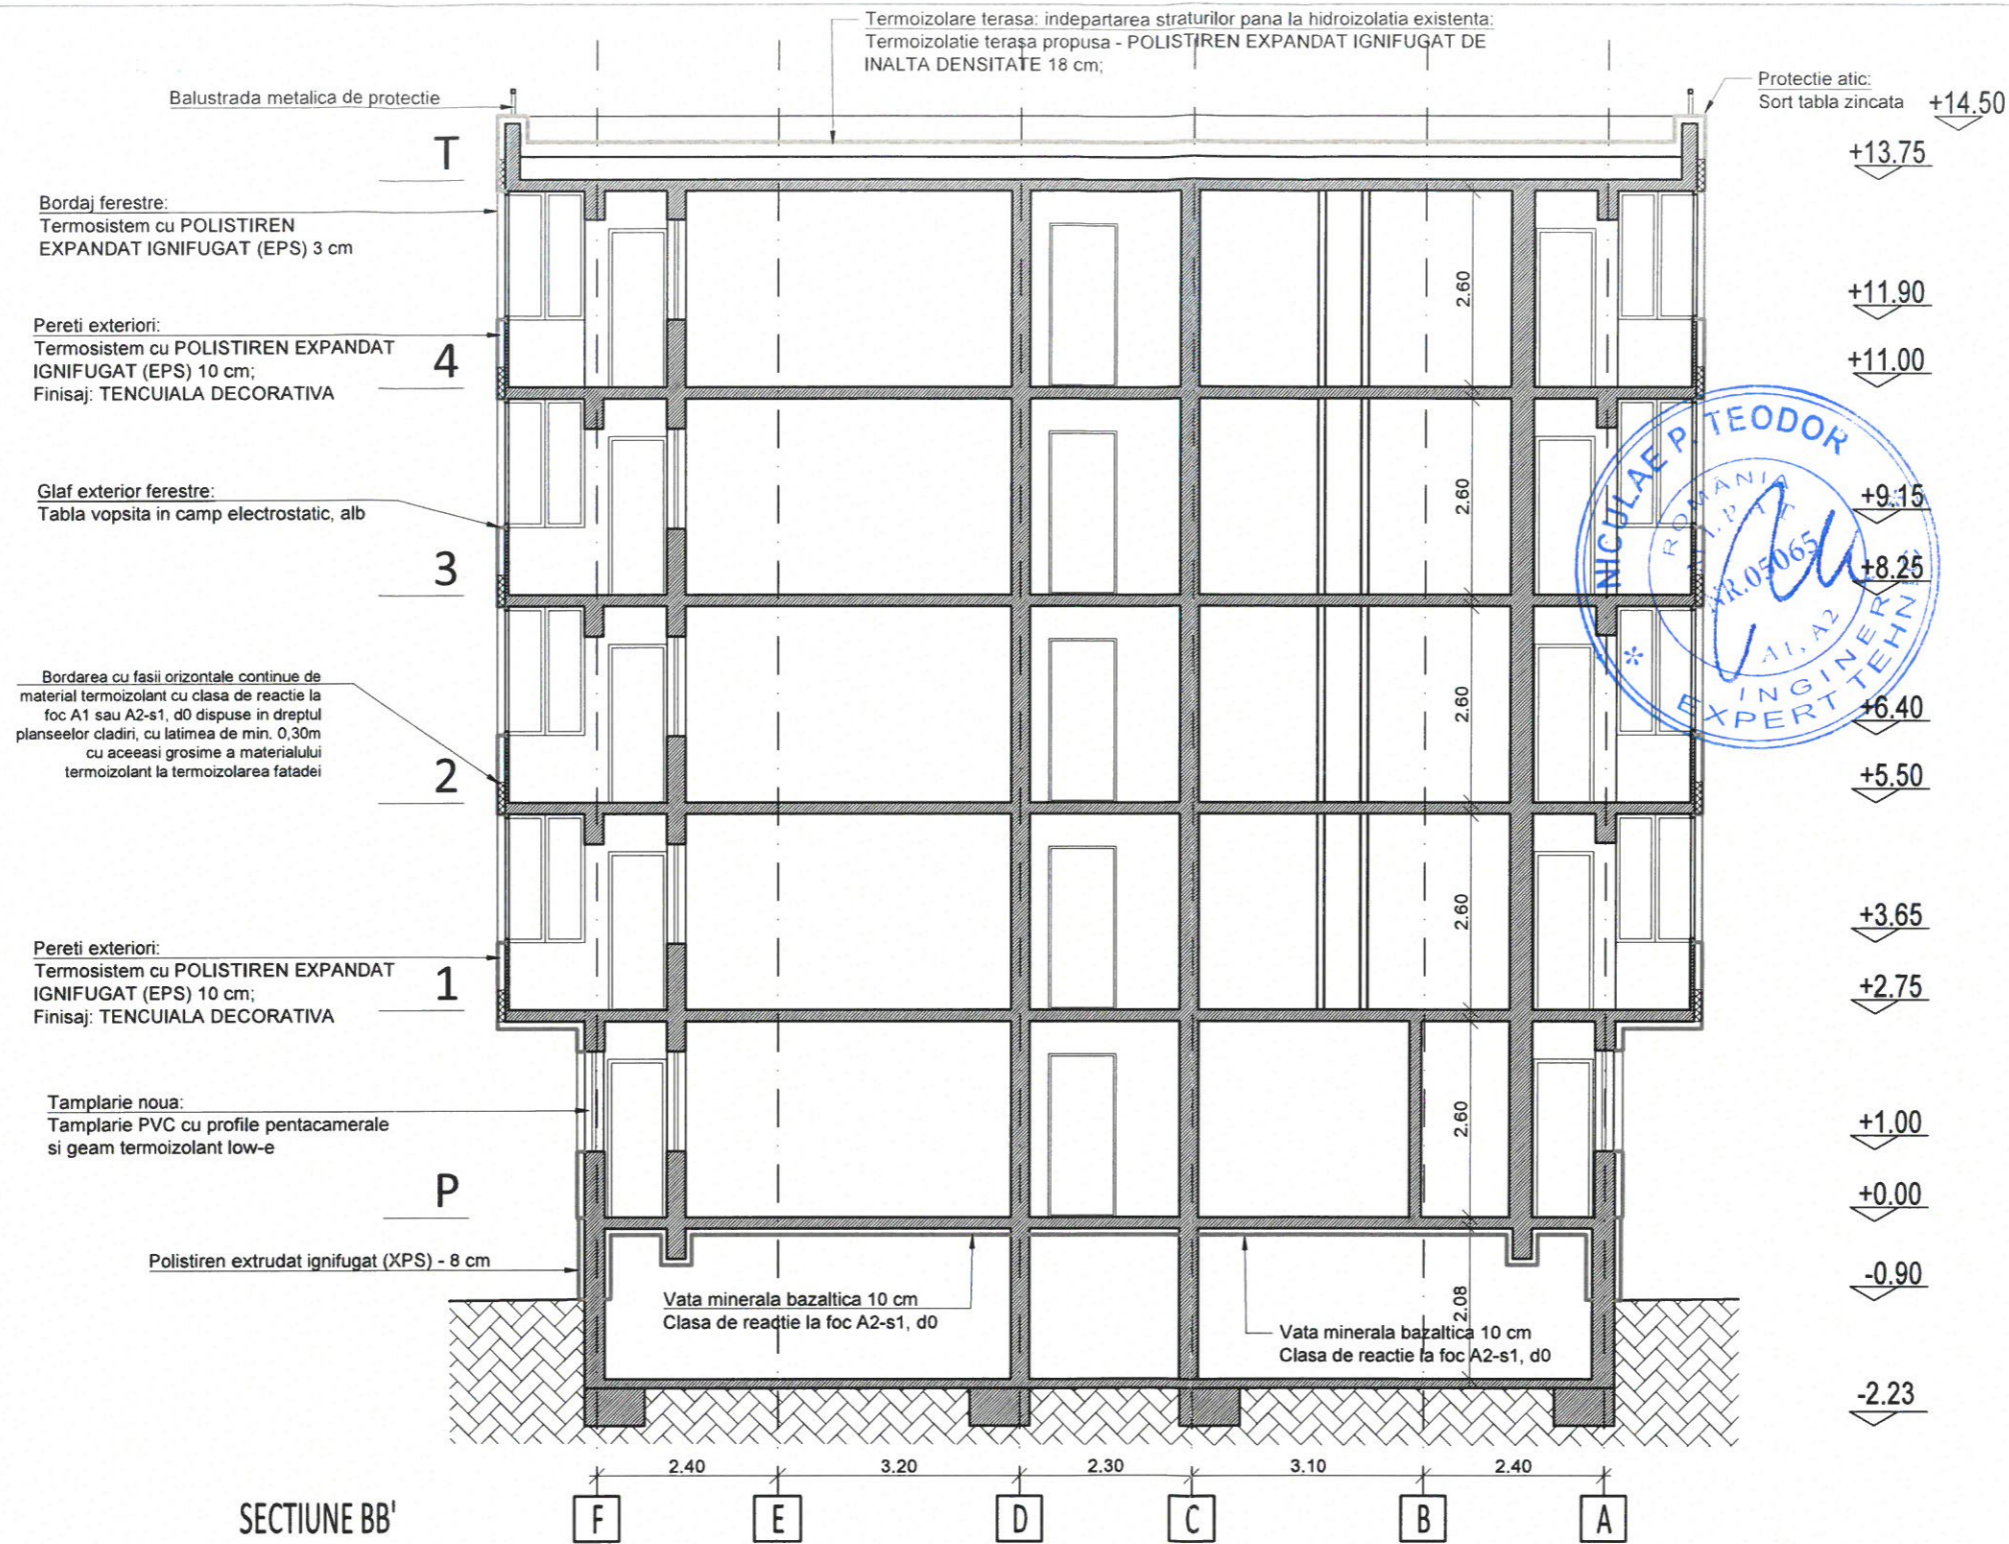 Termoizolare terasa: indepartarea straturilor pana la hidroizolatia existenta:
Termoizolatie terasa propusa - POLISTIREN EXPANDAT IGNIFUGAT DE
INALTA DENSITATE 18 cm;
Balustrada metalica de protectie
Protectie atic:
Sort tabla zincata
+14.50
T
+13.75
Bordaj ferestre:
Termosistem cu POLISTIREN
EXPANDAT IGNIFUGAT (EPS) 3 cm
2.60
+11.90
Pereti exteriori:
Termosistem cu POLISTIREN EXPANDAT
IGNIFUGAT (EPS) 10 cm;
Finisaj: TENCUIALA DECORATIVA
4
+11.00
NICULAE P. TEODOR
ROMÂNIA
NR.05065
A1, A2
INGINER
EXPERT TEHNIC
Glaf exterior ferestre:
Tabla vopsita in camp electrostatic, alb
2.60
+9.15
3
+8.25
Bordarea cu fasii orizontale continue de
material termoizolant cu clasa de reactie la
foc A1 sau A2-s1, d0 dispuse in dreptul
planseelor cladiri, cu latimea de min. 0,30m
cu aceeasi grosime a materialului
termoizolant la termoizolarea fatadei
2.60
+6.40
2
+5.50
2.60
+3.65
Pereti exteriori:
Termosistem cu POLISTIREN EXPANDAT
IGNIFUGAT (EPS) 10 cm;
Finisaj: TENCUIALA DECORATIVA
1
+2.75
Tamplarie noua:
Tamplarie PVC cu profile pentacamerale
si geam termoizolant low-e
2.60
+1.00
P
+0.00
Polistiren extrudat ignifugat (XPS) - 8 cm
-0.90
Vata minerala bazaltica 10 cm
Clasa de reactie la foc A2-s1, d0
2.08
Vata minerala bazaltica 10 cm
Clasa de reactie la foc A2-s1, d0
-2.23
2.40
3.20
2.30
3.10
2.40
SECTIUNE BB'
F
E
D
C
B
A